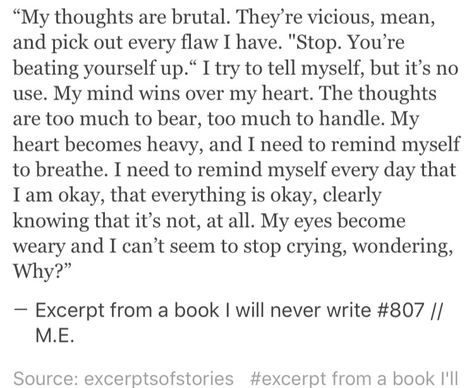 “My thoughts are brutal. They’re vicious, mean,
and pick out every flaw I have. "Stop. You’re
beating yourself up.“ I try to tell myself, but it’s no
use. My mind wins over my heart. The thoughts
are too much to bear, too much to handle. My
heart becomes heavy, and I need to remind myself
to breathe. I need to remind myself every day that
I am okay, that everything is okay, clearly
knowing that it’s not, at all. My eyes become
weary and I can’t seem to stop crying, wondering,
Why?”
— Excerpt from a book I will never write #807 //
M.E.
Source: excerptsofstories #excerpt from a book I'll